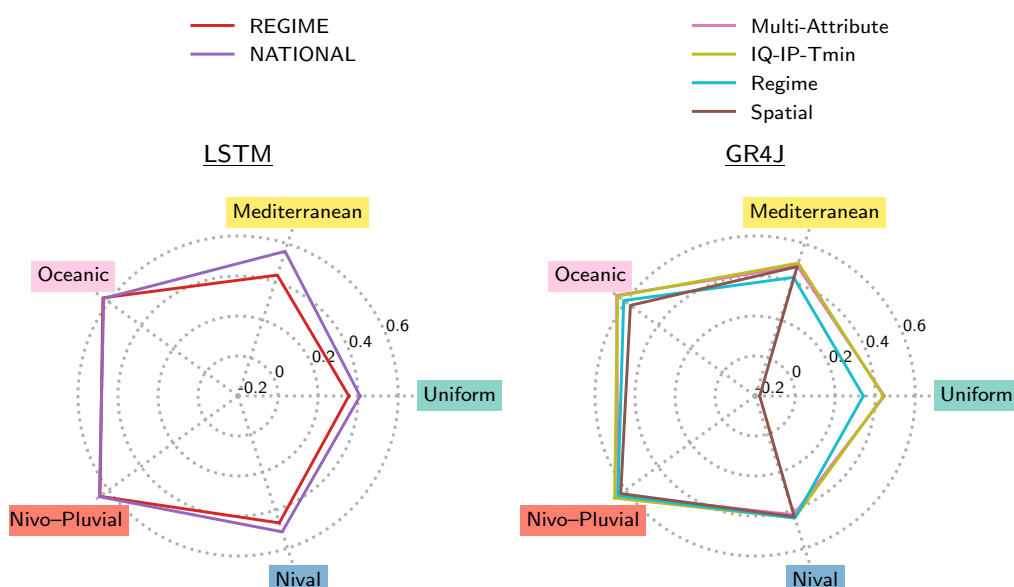 REGIME
NATIONAL
Multi-Attribute
IQ-IP-Tmin
Regime
Spatial
LSTM
GR4J
Mediterranean
Oceanic
0.6
0.4
0.2
0
-0.2
Uniform
Nivo–Pluvial
Nival
Mediterranean
Oceanic
0.6
0.4
0.2
0
-0.2
Uniform
Nivo–Pluvial
Nival